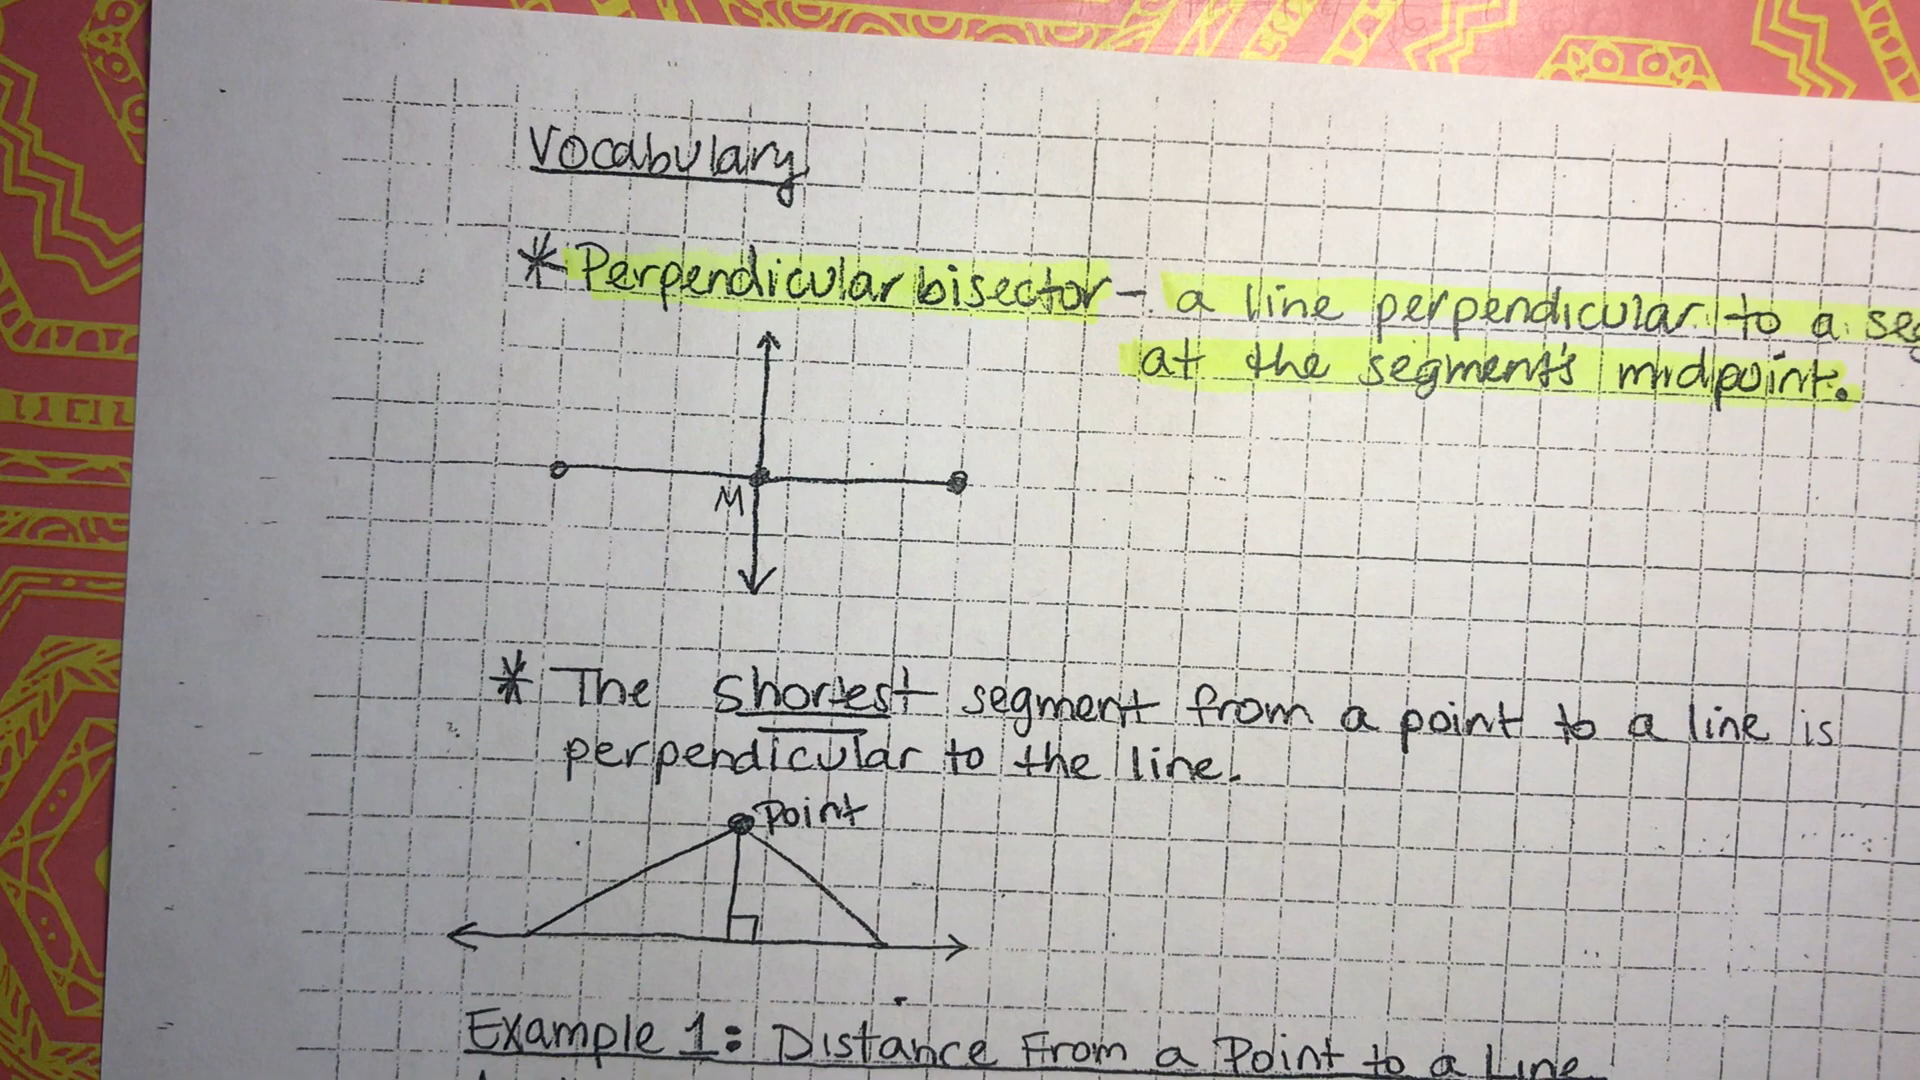 Vocabulary
* Perpendicular bisector - a line perpendicular to a seg
at the segment's midpoint.
M
* The shortest segment from a point to a line is
perpendicular to the line.
Point
Example 1: Distance From a Point to a Line